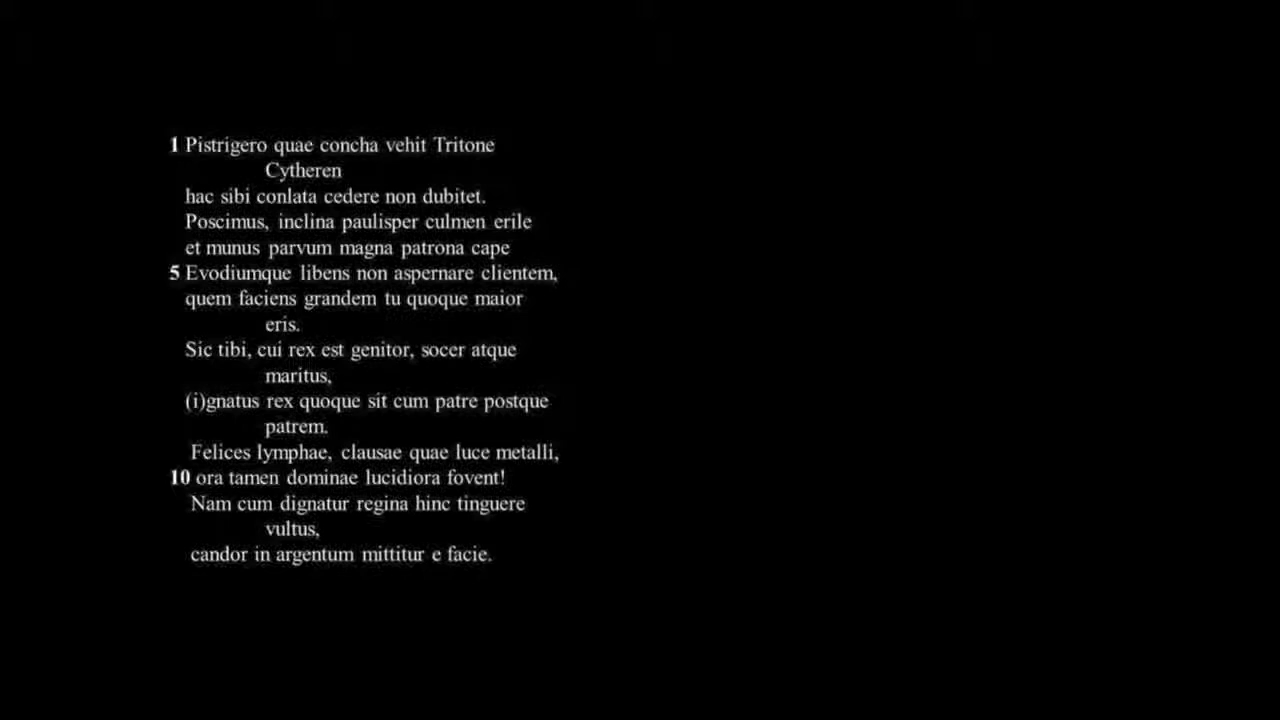 1 Pistrigero quae concha vehit Tritone
Cytheren
hac sibi conlata cedere non dubitet.
Poscimus, inclina paulisper culmen erile
et munus parvum magna patrona cape
5 Evodiumque libens non aspernare clientem,
quem faciens grandem tu quoque maior
eris.
Sic tibi, cui rex est genitor, socer atque
maritus,
(i)gnatus rex quoque sit cum patre postque
patrem.
Felices lymphae, clausae quae luce metalli,
10 ora tamen dominae lucidiora fovent!
Nam cum dignatur regina hinc tinguere
vultus,
candor in argentum mittitur e facie.